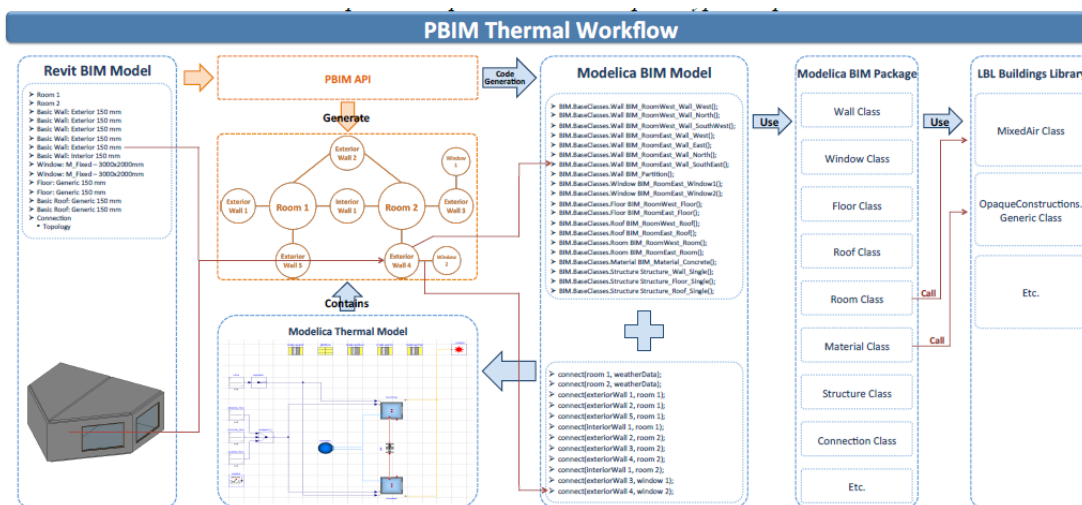 PBIM Thermal Workflow
Revit BIM Model
➤ Room 1
➤ Room 2
➤ Basic Wall: Exterior 150 mm
➤ Basic Wall: Exterior 150 mm
➤ Basic Wall: Exterior 150 mm
➤ Basic Wall: Exterior 150 mm
➤ Basic Wall: Exterior 150 mm
➤ Basic Wall: Interior 150 mm
➤ Window: M_Fixed – 3000x2000mm
➤ Window: M_Fixed – 3000x2000mm
➤ Floor: Generic 150 mm
➤ Floor: Generic 150 mm
➤ Basic Roof: Generic 150 mm
➤ Basic Roof: Generic 150 mm
➤ Connection
• Topology
PBIM API
Generate
Exterior
Wall 2
Window
1
Exterior
Wall 1
Room 1
Interior
Wall 1
Room 2
Exterior
Wall 3
Exterior
Wall 5
Exterior
Wall 4
Window
2
Contains
Modelica Thermal Model
Code
Generation
Modelica BIM Model
➤ BIM.BaseClasses.Wall BIM_RoomWest_Wall_West();
➤ BIM.BaseClasses.Wall BIM_RoomWest_Wall_North();
➤ BIM.BaseClasses.Wall BIM_RoomWest_Wall_SouthWest();
➤ BIM.BaseClasses.Wall BIM_RoomEast_Wall_West();
➤ BIM.BaseClasses.Wall BIM_RoomEast_Wall_East();
➤ BIM.BaseClasses.Wall BIM_RoomEast_Wall_North();
➤ BIM.BaseClasses.Wall BIM_RoomEast_Wall_SouthEast();
➤ BIM.BaseClasses.Wall BIM_Partition();
➤ BIM.BaseClasses.Window BIM_RoomEast_Window1();
➤ BIM.BaseClasses.Window BIM_RoomEast_Window2();
➤ BIM.BaseClasses.Floor BIM_RoomWest_Floor();
➤ BIM.BaseClasses.Floor BIM_RoomEast_Floor();
➤ BIM.BaseClasses.Roof BIM_RoomWest_Roof();
➤ BIM.BaseClasses.Roof BIM_RoomEast_Roof();
➤ BIM.BaseClasses.Room BIM_RoomWest_Room();
➤ BIM.BaseClasses.Room BIM_RoomEast_Room();
➤ BIM.BaseClasses.Material BIM_Material_Concrete();
➤ BIM.BaseClasses.Structure Structure_Wall_Single();
➤ BIM.BaseClasses.Structure Structure_Floor_Single();
➤ BIM.BaseClasses.Structure Structure_Roof_Single();
➤ connect(room 1, weatherData);
➤ connect(room 2, weatherData);
➤ connect(exteriorWall 1, room 1);
➤ connect(exteriorWall 2, room 1);
➤ connect(exteriorWall 5, room 1);
➤ connect(interiorWall 1, room 1);
➤ connect(exteriorWall 2, room 2);
➤ connect(exteriorWall 3, room 2);
➤ connect(exteriorWall 4, room 2);
➤ connect(interiorWall 1, room 2);
➤ connect(exteriorWall 3, window 1);
➤ connect(exteriorWall 4, window 2);
Use
Modelica BIM Package
Wall Class
Window Class
Floor Class
Roof Class
Room Class
Material Class
Structure Class
Connection Class
Etc.
Use
Call
Call
LBL Buildings Library
MixedAir Class
OpaqueConstructions.
Generic Class
Etc.